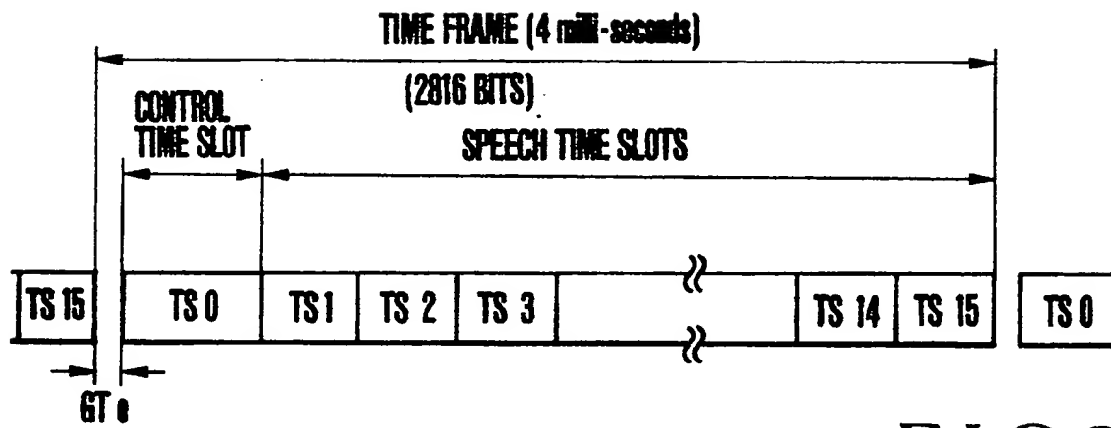 TIME FRAME (4 milli-seconds)
(2816 BITS)
CONTROL
TIME SLOT
SPEECH TIME SLOTS
TS 15
TS 0
TS 1
TS 2
TS 3
TS 14
TS 15
TS 0
GT